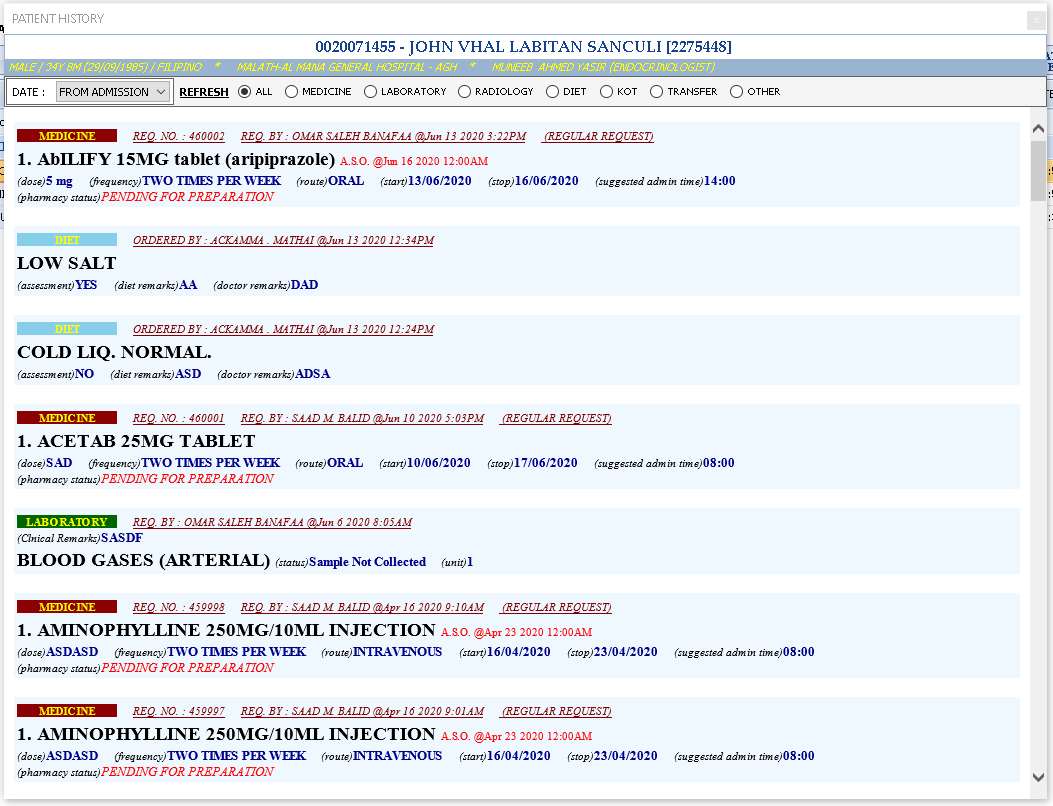 PATIENT HISTORY
0020071455 - JOHN VHAL LABITAN SANCULI [2275448]
MALE / 34Y 8M (29/09/1985) / FILIPINO * MALATH-AL MANA GENERAL HOSPITAL - AGH * MUNEEB AHMED YASIR (ENDOCRINOLOGIST)
DATE : FROM ADMISSION REFRESH ALL MEDICINE LABORATORY RADIOLOGY DIET KOT TRANSFER OTHER
MEDICINE REQ. NO. : 460002 REQ. BY : OMAR SALEH BANAFAA @Jun 13 2020 3:22PM (REGULAR REQUEST)
1. AbILIFY 15MG tablet (aripiprazole) A.S.O. @Jun 16 2020 12:00AM
(dose)5 mg (frequency)TWO TIMES PER WEEK (route)ORAL (start)13/06/2020 (stop)16/06/2020 (suggested admin time)14:00
(pharmacy status)PENDING FOR PREPARATION
DIET ORDERED BY : ACKAMMA . MATHAI @Jun 13 2020 12:34PM
LOW SALT
(assessment)YES (diet remarks)AA (doctor remarks)DAD
DIET ORDERED BY : ACKAMMA . MATHAI @Jun 13 2020 12:24PM
COLD LIQ. NORMAL.
(assessment)NO (diet remarks)ASD (doctor remarks)ADSA
MEDICINE REQ. NO. : 460001 REQ. BY : SAAD M. BALID @Jun 10 2020 5:03PM (REGULAR REQUEST)
1. ACETAB 25MG TABLET
(dose)SAD (frequency)TWO TIMES PER WEEK (route)ORAL (start)10/06/2020 (stop)17/06/2020 (suggested admin time)08:00
(pharmacy status)PENDING FOR PREPARATION
LABORATORY REQ. BY : OMAR SALEH BANAFAA @Jun 6 2020 8:05AM
(Clnical Remarks)SASDF
BLOOD GASES (ARTERIAL) (status)Sample Not Collected (unit)1
MEDICINE REQ. NO. : 459998 REQ. BY : SAAD M. BALID @Apr 16 2020 9:10AM (REGULAR REQUEST)
1. AMINOPHYLLINE 250MG/10ML INJECTION A.S.O. @Apr 23 2020 12:00AM
(dose)ASDASD (frequency)TWO TIMES PER WEEK (route)INTRAVENOUS (start)16/04/2020 (stop)23/04/2020 (suggested admin time)08:00
(pharmacy status)PENDING FOR PREPARATION
MEDICINE REQ. NO. : 459997 REQ. BY : SAAD M. BALID @Apr 16 2020 9:01AM (REGULAR REQUEST)
1. AMINOPHYLLINE 250MG/10ML INJECTION A.S.O. @Apr 23 2020 12:00AM
(dose)ASDASD (frequency)TWO TIMES PER WEEK (route)INTRAVENOUS (start)16/04/2020 (stop)23/04/2020 (suggested admin time)08:00
(pharmacy status)PENDING FOR PREPARATION